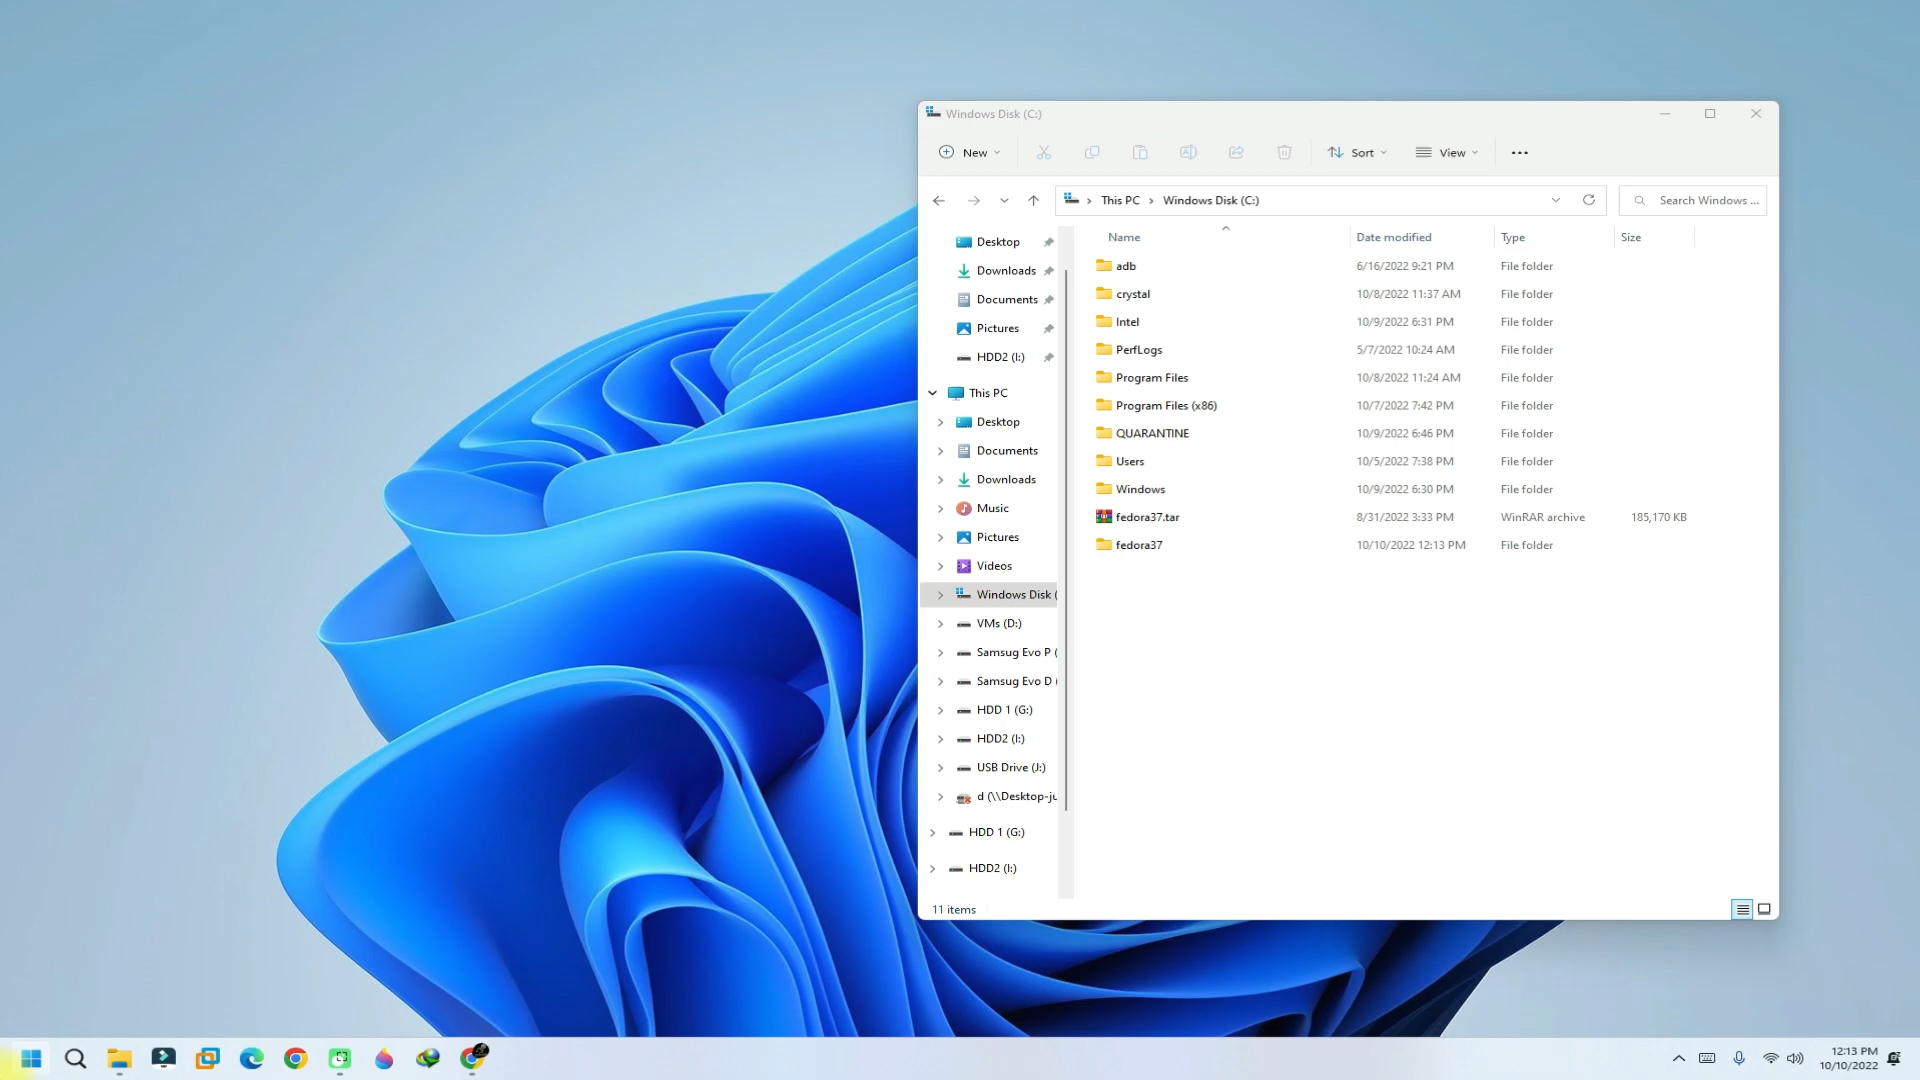 Windows Disk (C:)
New
Sort
View
This PC
Windows Disk (C:)
Search Windows ...
Name
Date modified
Type
Size
Desktop
Downloads
Documents
Pictures
HDD2 (I:)
This PC
Desktop
Documents
Downloads
Music
Pictures
Videos
Windows Disk (
VMs (D:)
Samsug Evo P (
Samsug Evo D (
HDD 1 (G:)
HDD2 (I:)
USB Drive (J:)
d (\\Desktop-ju
HDD 1 (G:)
HDD2 (I:)
adb 6/16/2022 9:21 PM File folder
crystal 10/8/2022 11:37 AM File folder
Intel 10/9/2022 6:31 PM File folder
PerfLogs 5/7/2022 10:24 AM File folder
Program Files 10/8/2022 11:24 AM File folder
Program Files (x86) 10/7/2022 7:42 PM File folder
QUARANTINE 10/9/2022 6:46 PM File folder
Users 10/5/2022 7:38 PM File folder
Windows 10/9/2022 6:30 PM File folder
fedora37.tar 8/31/2022 3:33 PM WinRAR archive 185,170 KB
fedora37 10/10/2022 12:13 PM File folder
11 items
12:13 PM
10/10/2022